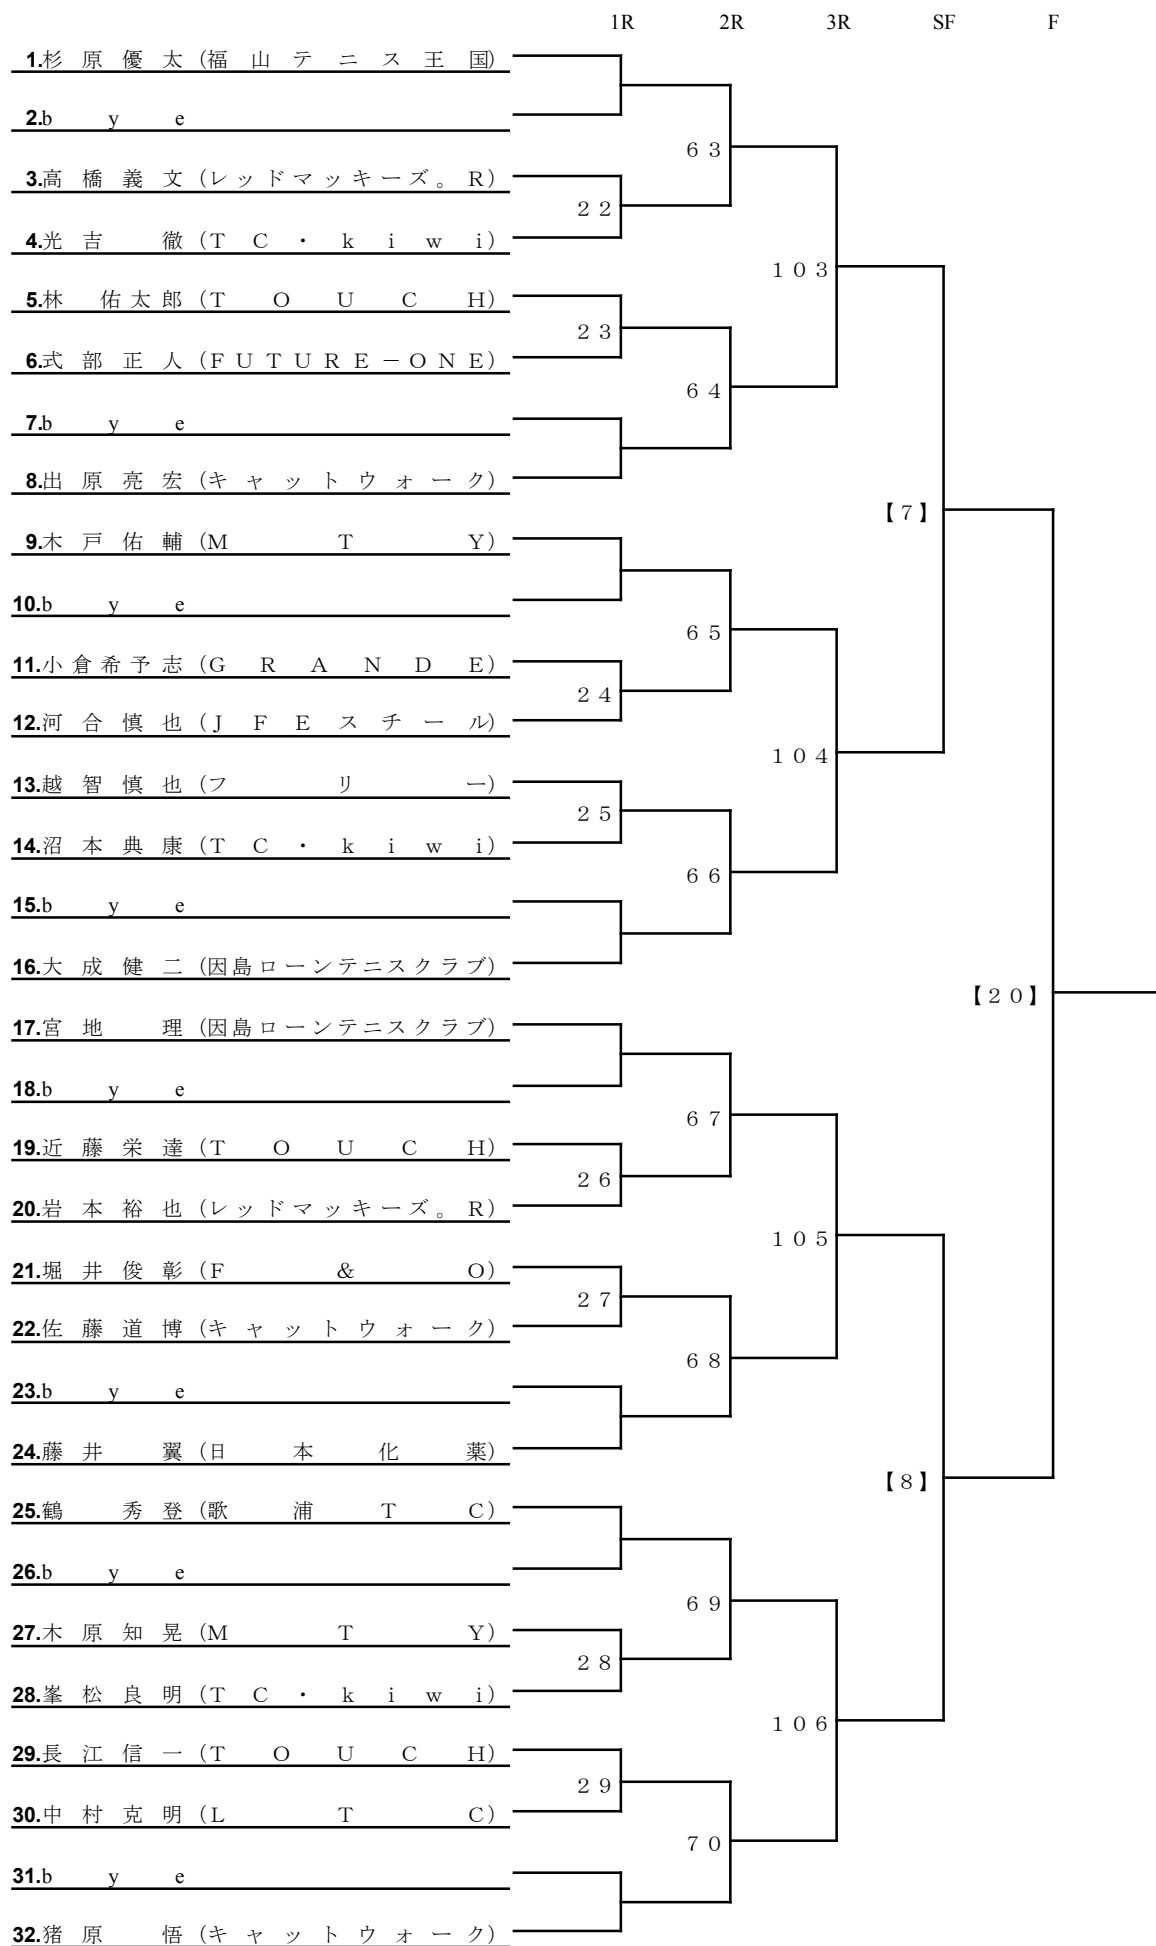 1R 2R 3R SF F
1.杉原優太(福山テニス王国)
2.bye
63
3.高橋義文(レッドマッキーズ。R)
22
4.光吉 徹(TC・kiwi)
103
5.林 佑太郎(TOUCH)
23
6.式部正人(FUTURE-ONE)
64
7.bye
8.出原亮宏(キャットウォーク)
【7】
9.木戸佑輔(MTY)
10.bye
65
11.小倉希予志(GRANDE)
24
12.河合慎也(JFEスチール)
104
13.越智慎也(フリー)
25
14.沼本典康(TC・kiwi)
66
15.bye
16.大成健二(因島ローンテニスクラブ)
【20】
17.宮地 理(因島ローンテニスクラブ)
18.bye
67
19.近藤栄達(TOUCH)
26
20.岩本裕也(レッドマッキーズ。R)
105
21.堀井俊彰(F&O)
27
22.佐藤道博(キャットウォーク)
68
23.bye
24.藤井 翼(日本化薬)
【8】
25.鶴 秀登(歌浦TC)
26.bye
69
27.木原知晃(MTY)
28
28.峯松良明(TC・kiwi)
106
29.長江信一(TOUCH)
29
30.中村克明(LTC)
70
31.bye
32.猪原 悟(キャットウォーク)